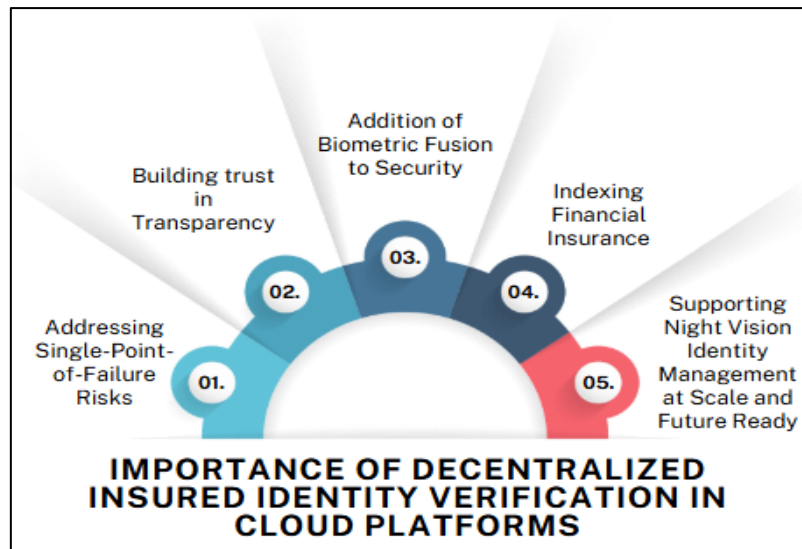 Addressing
Single-Point-
of-Failure
Risks
01.
Building trust
in
Transparency
02.
Addition of
Biometric Fusion
to Security
03.
Indexing
Financial
Insurance
04.
Supporting
Night Vision
Identity
Management
at Scale and
Future Ready
05.
IMPORTANCE OF DECENTRALIZED
INSURED IDENTITY VERIFICATION IN
CLOUD PLATFORMS